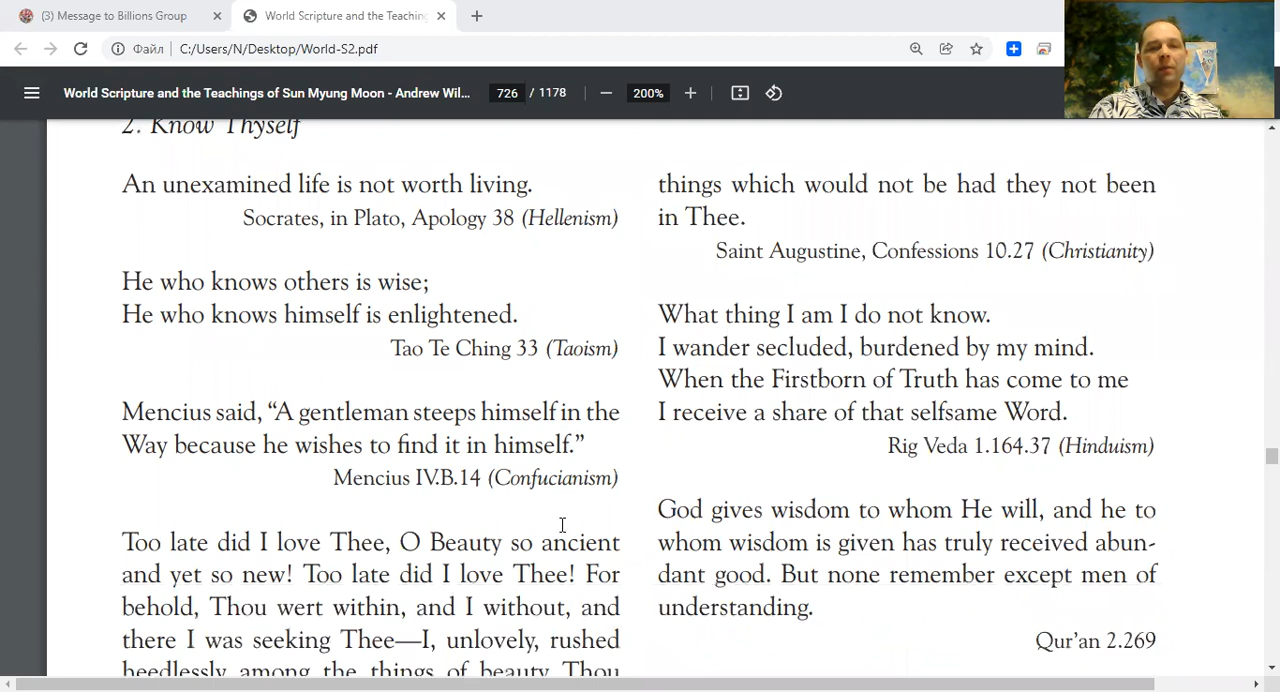 (3) Message to Billions Group
World Scripture and the Teaching
Файл
C:/Users/N/Desktop/World-S2.pdf
World Scripture and the Teachings of Sun Myung Moon - Andrew Wil...
726 / 1178
200%
2. Know Thyself
An unexamined life is not worth living.
Socrates, in Plato, Apology 38 (Hellenism)
He who knows others is wise;
He who knows himself is enlightened.
Tao Te Ching 33 (Taoism)
Mencius said, “A gentleman steeps himself in the
Way because he wishes to find it in himself.”
Mencius IV.B.14 (Confucianism)
Too late did I love Thee, O Beauty so ancient
and yet so new! Too late did I love Thee! For
behold, Thou wert within, and I without, and
there I was seeking Thee—I, unlovely, rushed
heedlessly among the things of beauty Thou
things which would not be had they not been
in Thee.
Saint Augustine, Confessions 10.27 (Christianity)
What thing I am I do not know.
I wander secluded, burdened by my mind.
When the Firstborn of Truth has come to me
I receive a share of that selfsame Word.
Rig Veda 1.164.37 (Hinduism)
God gives wisdom to whom He will, and he to
whom wisdom is given has truly received abun-
dant good. But none remember except men of
understanding.
Qur’an 2.269